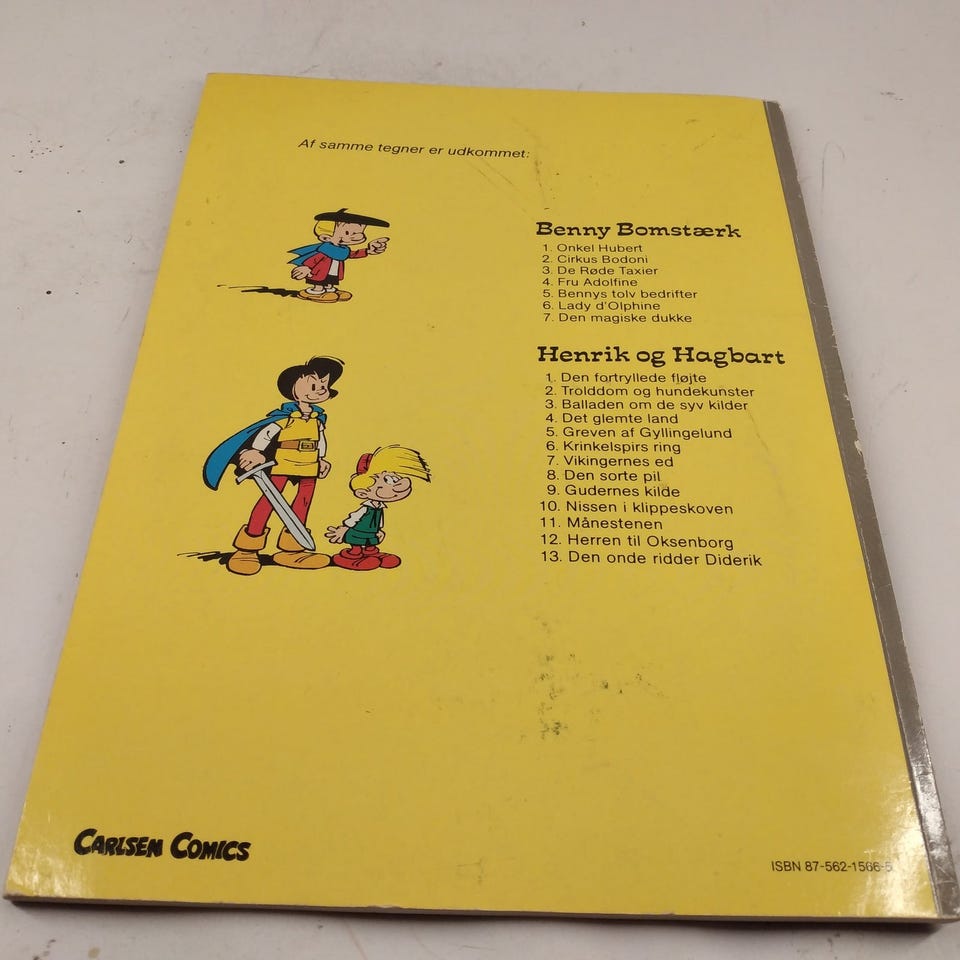 Af samme tegner er udkommet:
Benny Bomstærk
1. Onkel Hubert
2. Cirkus Bodoni
3. De Røde Taxier
4. Fru Adolfine
5. Bennys tolv bedrifter
6. Lady d'Olphine
7. Den magiske dukke
Henrik og Hagbart
1. Den fortryllede fløjte
2. Trolddom og hundekunster
3. Balladen om de syv kilder
4. Det glemte land
5. Greven af Gyllingelund
6. Krinkelspirs ring
7. Vikingernes ed
8. Den sorte pil
9. Gudernes kilde
10. Nissen i klippeskoven
11. Månestenen
12. Herren til Oksenborg
13. Den onde ridder Diderik
CARLSEN COMICS
ISBN 87-562-1566-5